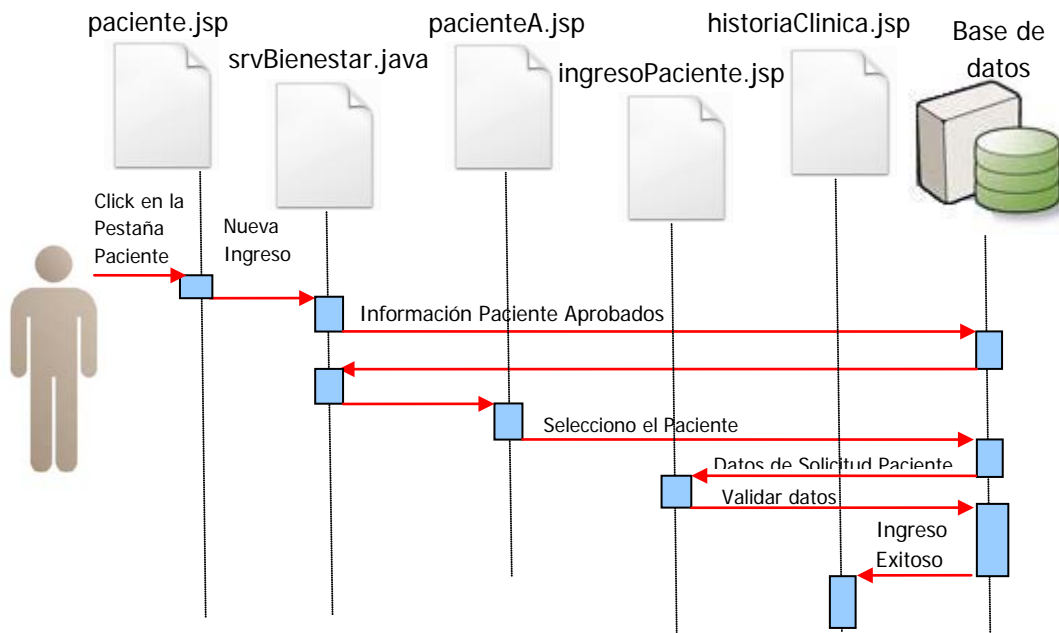 paciente.jsp
srvBienestar.java
pacienteA.jsp
ingresoPaciente.jsp
historiaClinica.jsp
Base de
datos
Click en la
Pestaña
Paciente
Nueva
Ingreso
Información Paciente Aprobados
Selecciono el Paciente
Datos de Solicitud Paciente
Validar datos
Ingreso
Exitoso